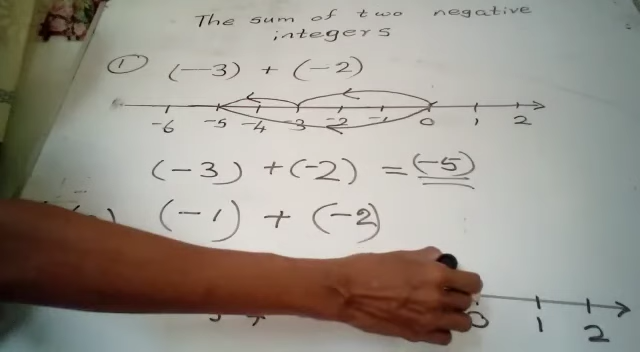 The sum of two negative
integers
① (-3) + (-2)
-6 -5 -4 -3 -2 -1 0 1 2
(-3) + (-2) = (-5)
(-1) + (-2)
0 1 2